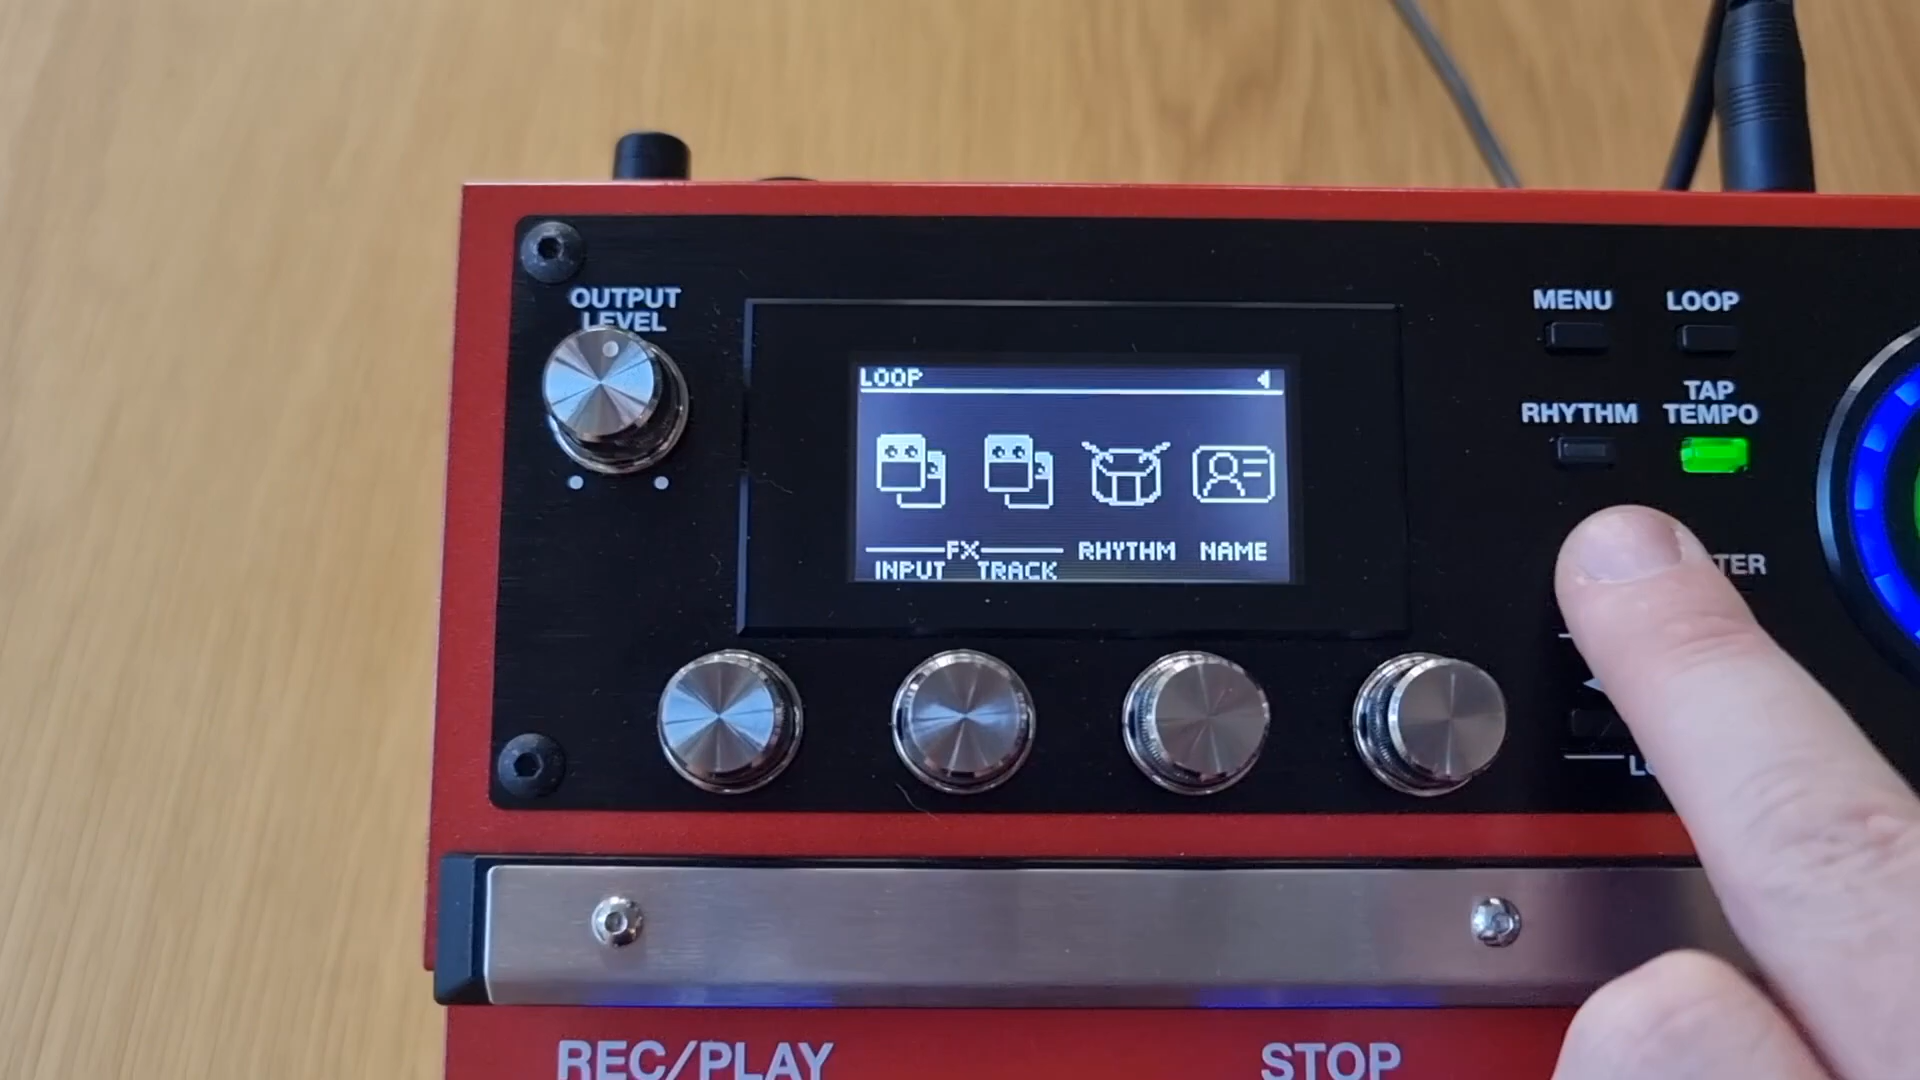 OUTPUT
LEVEL
MENU
LOOP
LOOP
RHYTHM
TAP
TEMPO
FX
INPUT
TRACK
RHYTHM
NAME
REC/PLAY
STOP